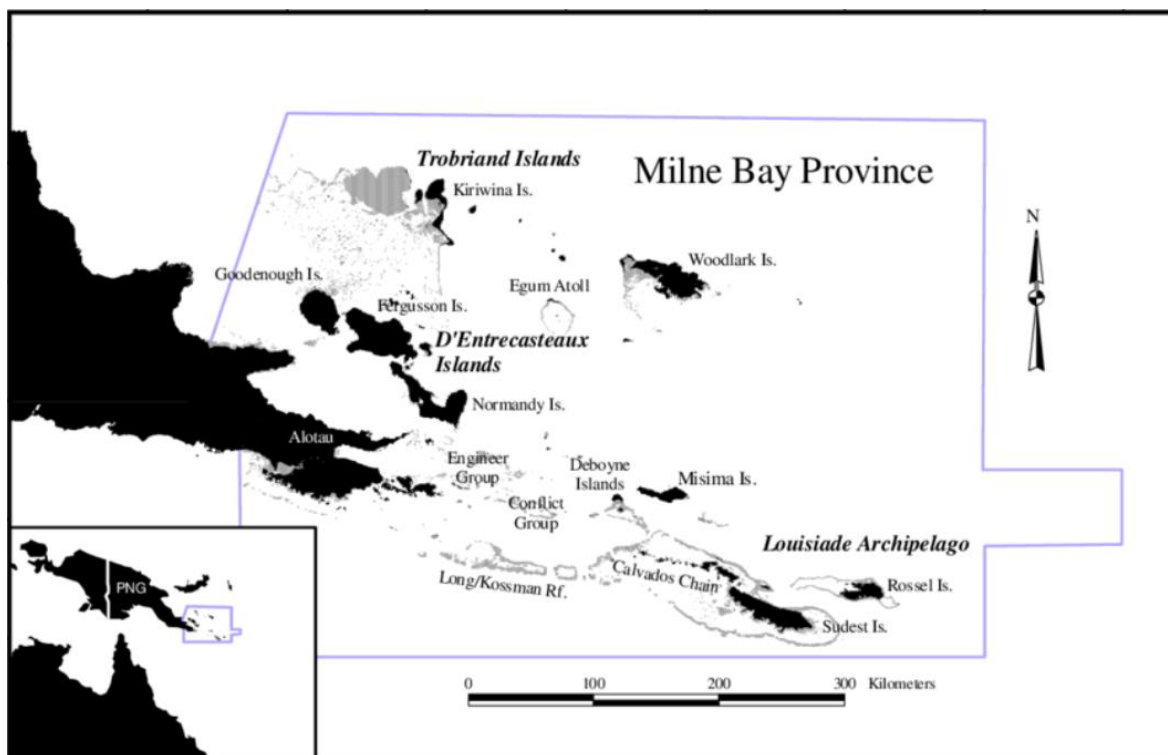 Milne Bay Province
Trobriand Islands
Kiriwina Is.
N
Woodlark Is.
Goodenough Is.
Egum Atoll
Fergusson Is.
D'Entrecasteaux
Islands
Normandy Is.
Alotau
Engineer
Group
Deboyne
Islands
Misima Is.
Conflict
Group
Louisiade Archipelago
Calvados Chain
Long/Kossman Rf.
Rossel Is.
PNG
Sudest Is.
0 100 200 300 Kilometers